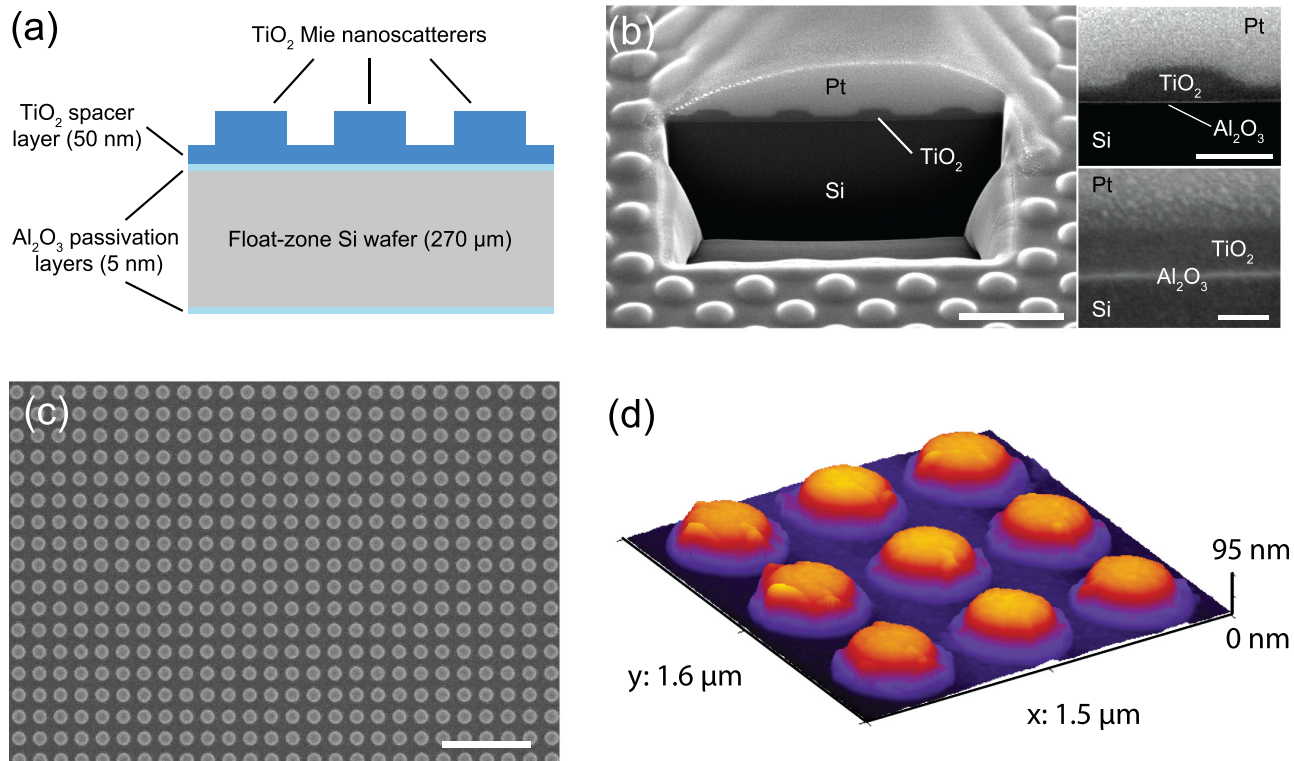 (a)
TiO2 Mie nanoscatterers
TiO2 spacer
layer (50 nm)
Al2O3 passivation
layers (5 nm)
Float-zone Si wafer (270 µm)
(b)
Pt
TiO2
Si
Pt
TiO2
Al2O3
Si
Pt
TiO2
Al2O3
Si
(c)
(d)
95 nm
0 nm
y: 1.6 µm
x: 1.5 µm